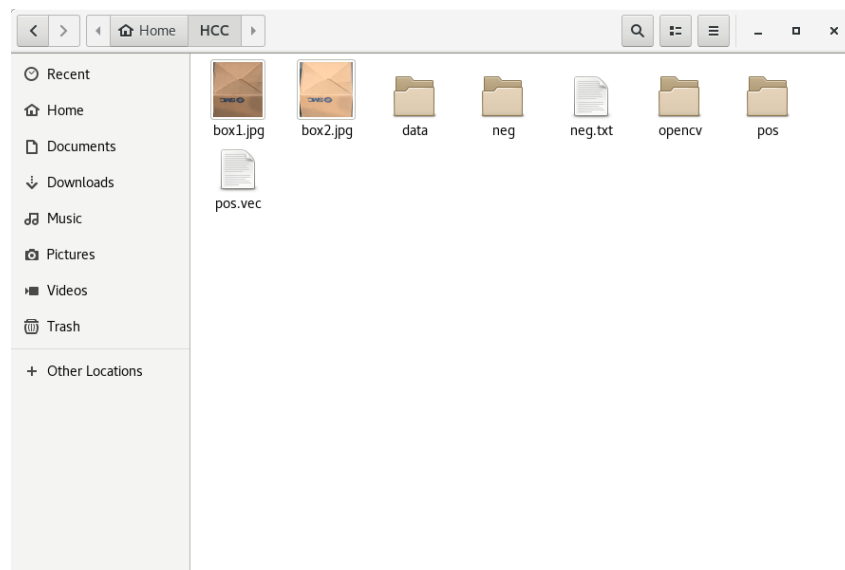 Home HCC
Recent
Home
Documents
Downloads
Music
Pictures
Videos
Trash
Other Locations
box1.jpg box2.jpg data neg neg.txt opencv pos
pos.vec